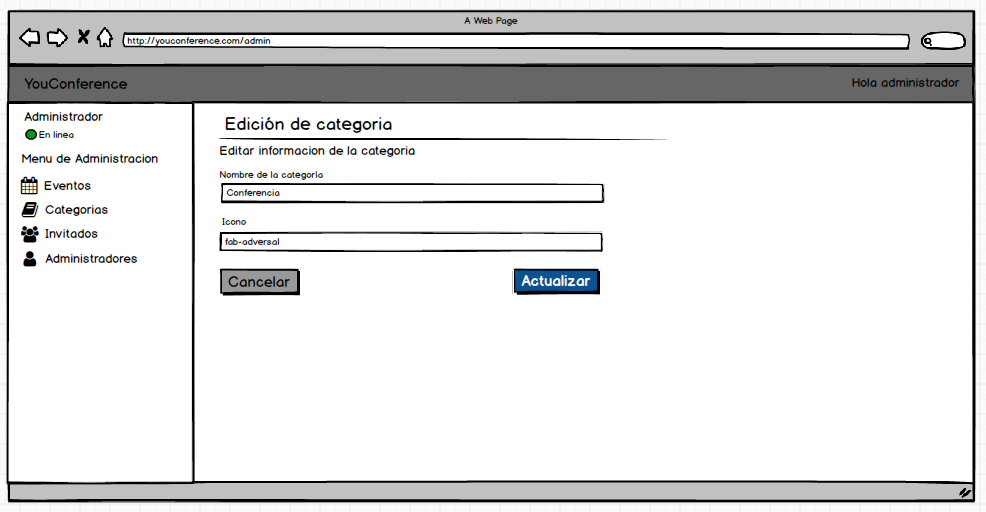 A Web Page
http://youconference.com/admin
YouConference
Hola administrador
Administrador
En linea
Menu de Administracion
Eventos
Categorias
Invitados
Administradores
Edición de categoria
Editar informacion de la categoria
Nombre de la categoría
Conferencia
Icono
fab-adversal
Cancelar
Actualizar